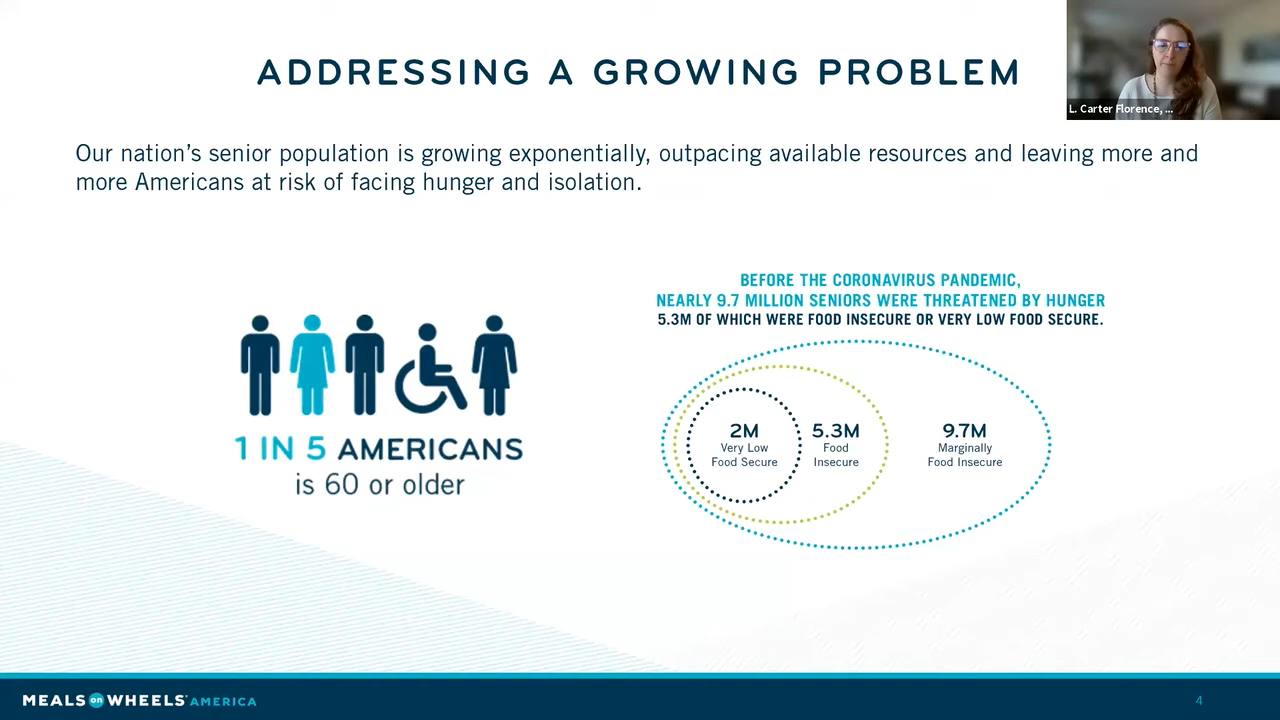 ADDRESSING A GROWING PROBLEM
L. Carter Florence, ...
Our nation's senior population is growing exponentially, outpacing available resources and leaving more and
more Americans at risk of facing hunger and isolation.
1 IN 5 AMERICANS
is 60 or older
BEFORE THE CORONAVIRUS PANDEMIC,
NEARLY 9.7 MILLION SENIORS WERE THREATENED BY HUNGER
5.3M OF WHICH WERE FOOD INSECURE OR VERY LOW FOOD SECURE.
2M
Very Low
Food Secure
5.3M
Food
Insecure
9.7M
Marginally
Food Insecure
MEALS on WHEELS AMERICA
4